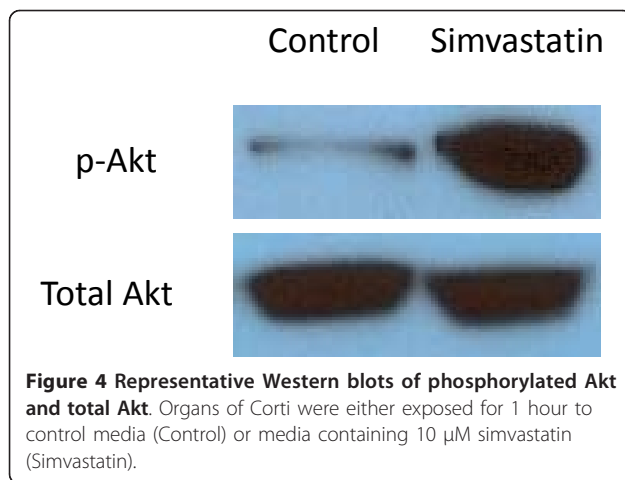 Control Simvastatin
p-Akt
Total Akt
Figure 4 Representative Western blots of phosphorylated Akt
and total Akt. Organs of Corti were either exposed for 1 hour to
control media (Control) or media containing 10 μM simvastatin
(Simvastatin).